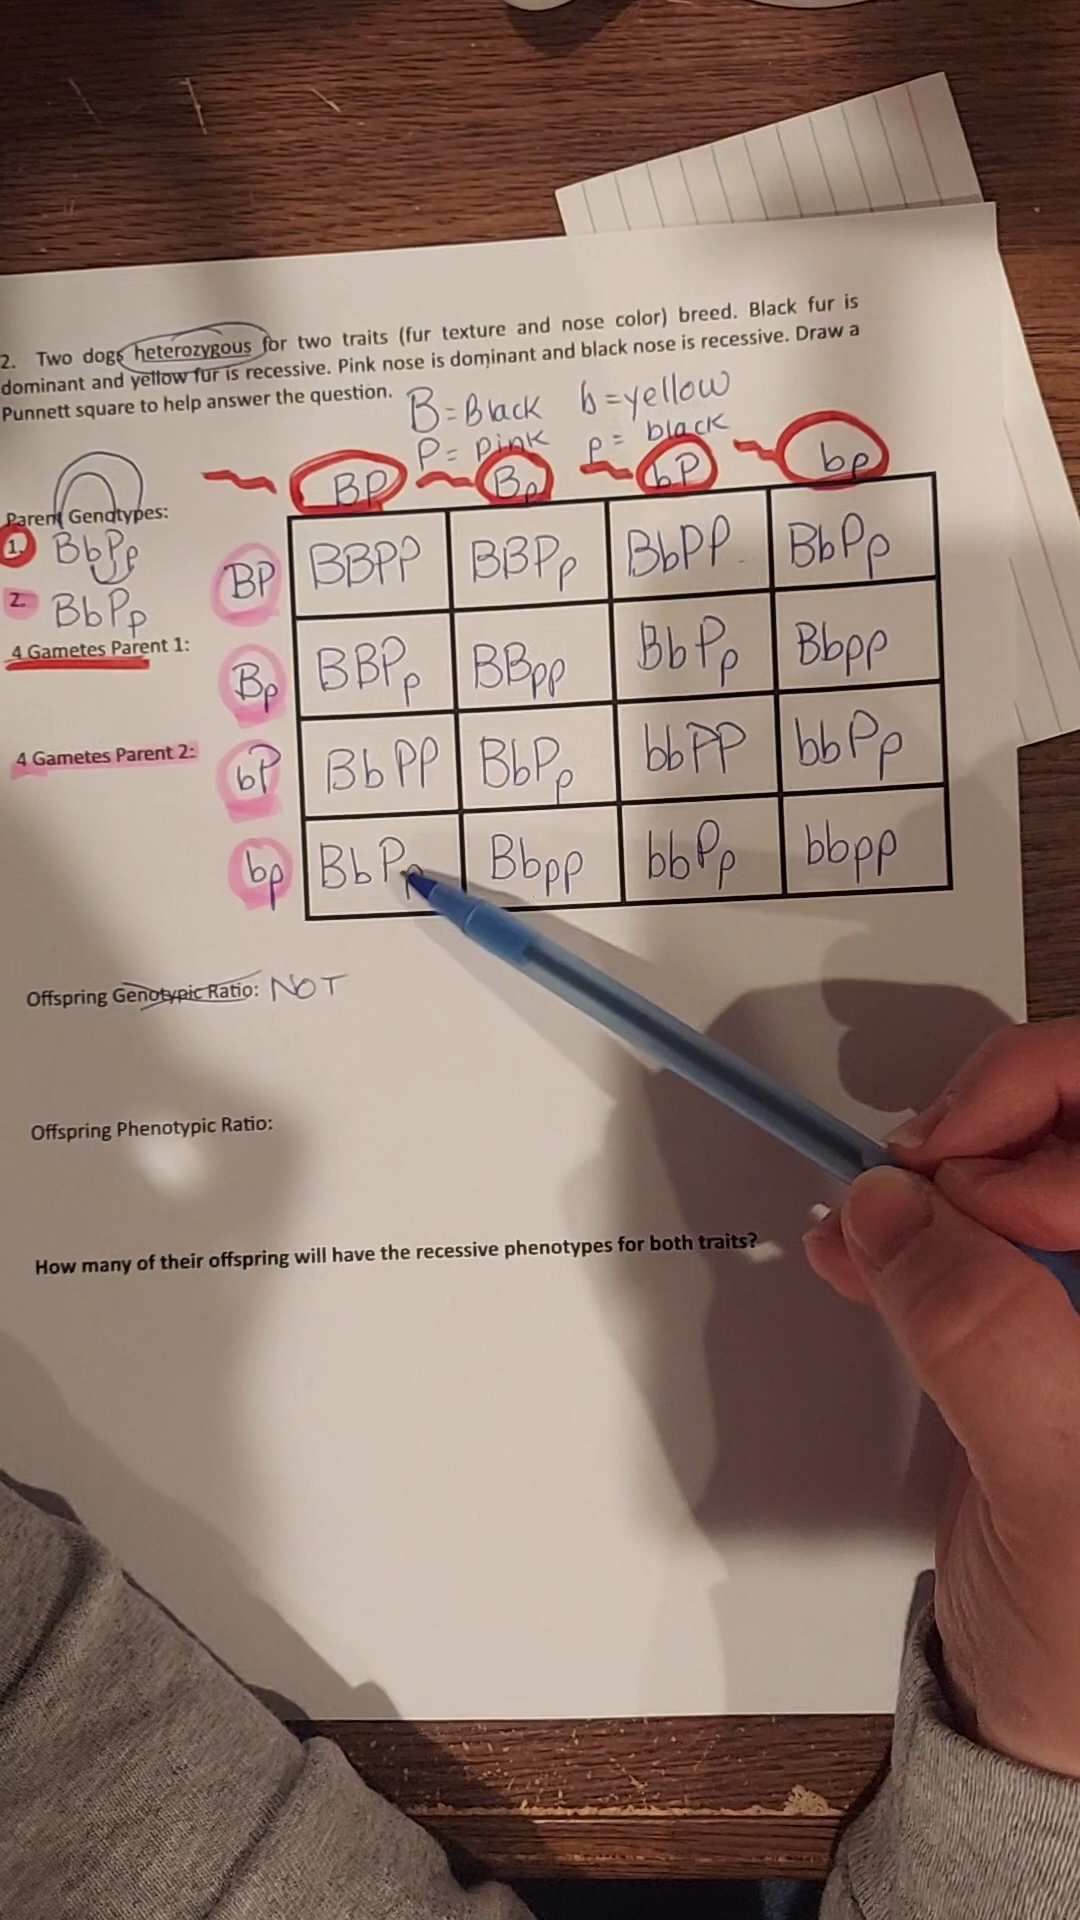 2. Two dogs heterozygous for two traits (fur texture and nose color) breed. Black fur is
dominant and yellow fur is recessive. Pink nose is dominant and black nose is recessive. Draw a
Punnett square to help answer the question.
B=Black b=yellow
P= pink p= black
BP Bp bP bp
Parent Genotypes:
1. BbPp
2. BbPp
4 Gametes Parent 1:
4 Gametes Parent 2:
BP BBPP BBPp BbPP BbPp
Bp BBPp BBpp BbPp Bbpp
bP BbPP BbPp bbPP bbPp
bp BbPp Bbpp bbPp bbpp
Offspring Genotypic Ratio: NOT
Offspring Phenotypic Ratio:
How many of their offspring will have the recessive phenotypes for both traits?